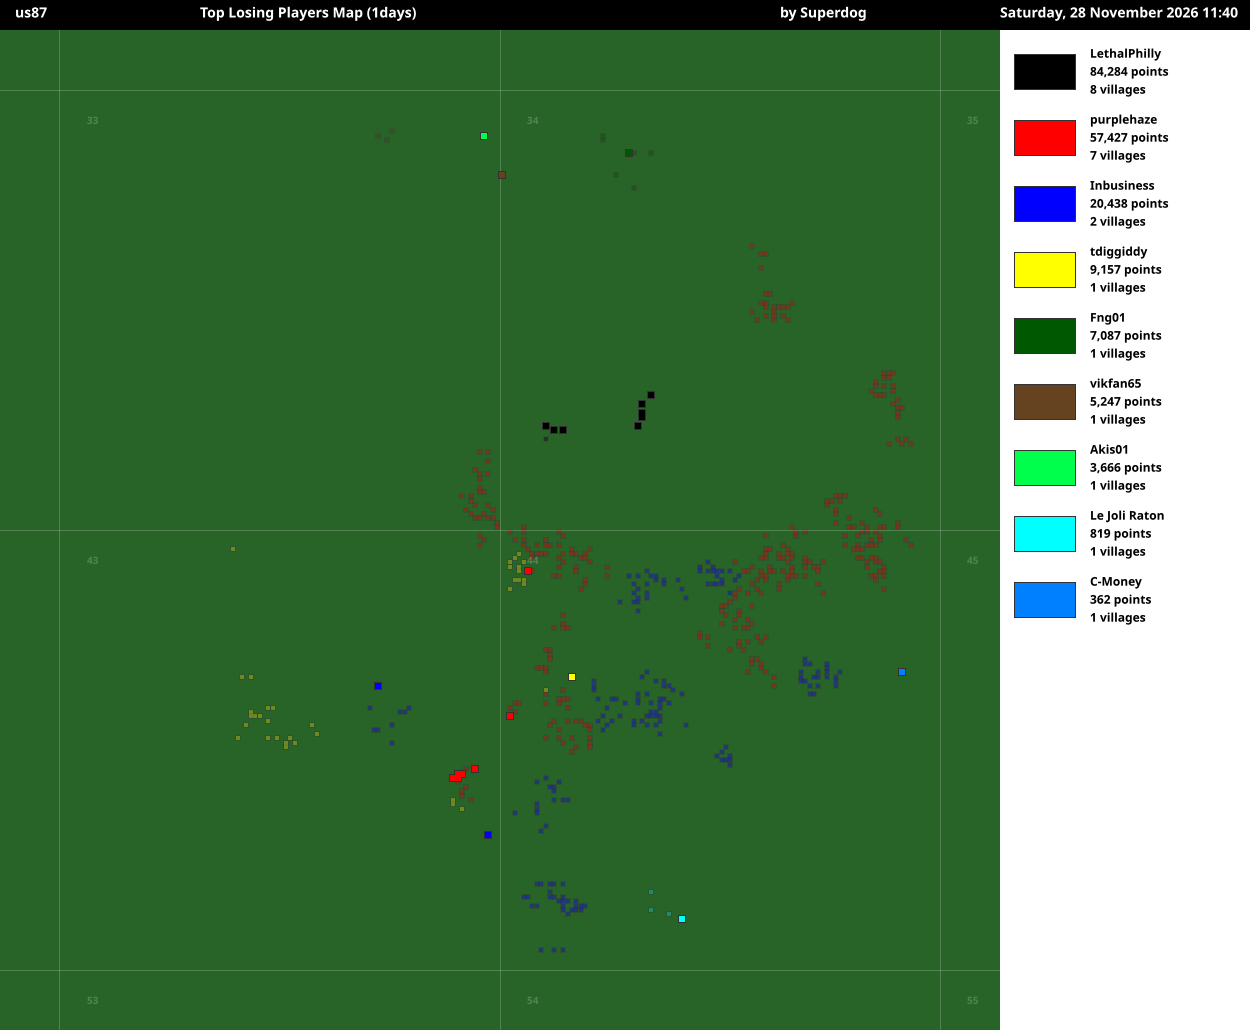 us87
Top Losing Players Map (1days)
by Superdog
Saturday, 28 November 2026 11:40
33
34
35
43
44
45
53
54
55
LethalPhilly
84,284 points
8 villages
purplehaze
57,427 points
7 villages
Inbusiness
20,438 points
2 villages
tdiggiddy
9,157 points
1 villages
Fng01
7,087 points
1 villages
vikfan65
5,247 points
1 villages
Akis01
3,666 points
1 villages
Le Joli Raton
819 points
1 villages
C-Money
362 points
1 villages